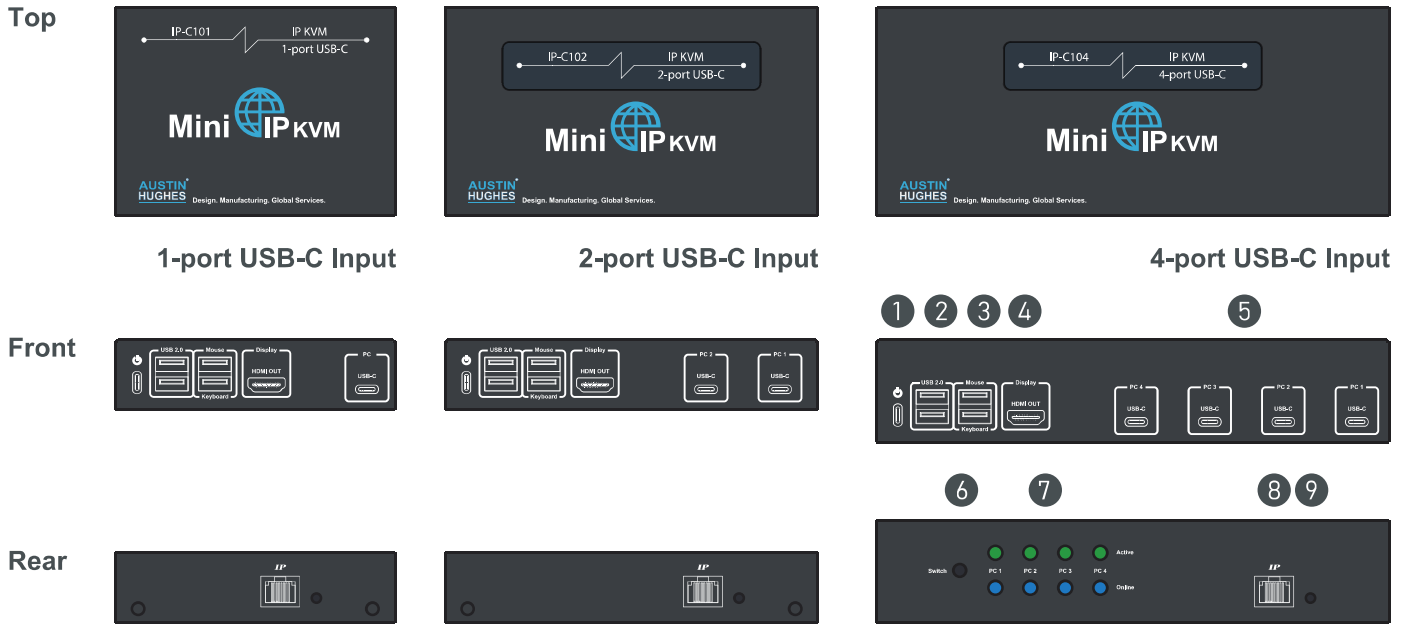 Top
IP-C101 IP KVM
1-port USB-C
Mini IP KVM
AUSTIN
HUGHES Design. Manufacturing. Global Services.
IP-C102 IP KVM
2-port USB-C
Mini IP KVM
AUSTIN
HUGHES Design. Manufacturing. Global Services.
IP-C104 IP KVM
4-port USB-C
Mini IP KVM
AUSTIN
HUGHES Design. Manufacturing. Global Services.
1-port USB-C Input
2-port USB-C Input
4-port USB-C Input
1 2 3 4 5
Front
USB 2.0 Mouse Display PC
HDMI OUT USB-C
Keyboard
USB 2.0 Mouse Display PC 2 PC 1
HDMI OUT USB-C USB-C
Keyboard
USB 2.0 Mouse Display PC 4 PC 3 PC 2 PC 1
HDMI OUT USB-C USB-C USB-C USB-C
Keyboard
6 7 8 9
Rear
IP
IP
Active
Switch PC 1 PC 2 PC 3 PC 4 IP
Online